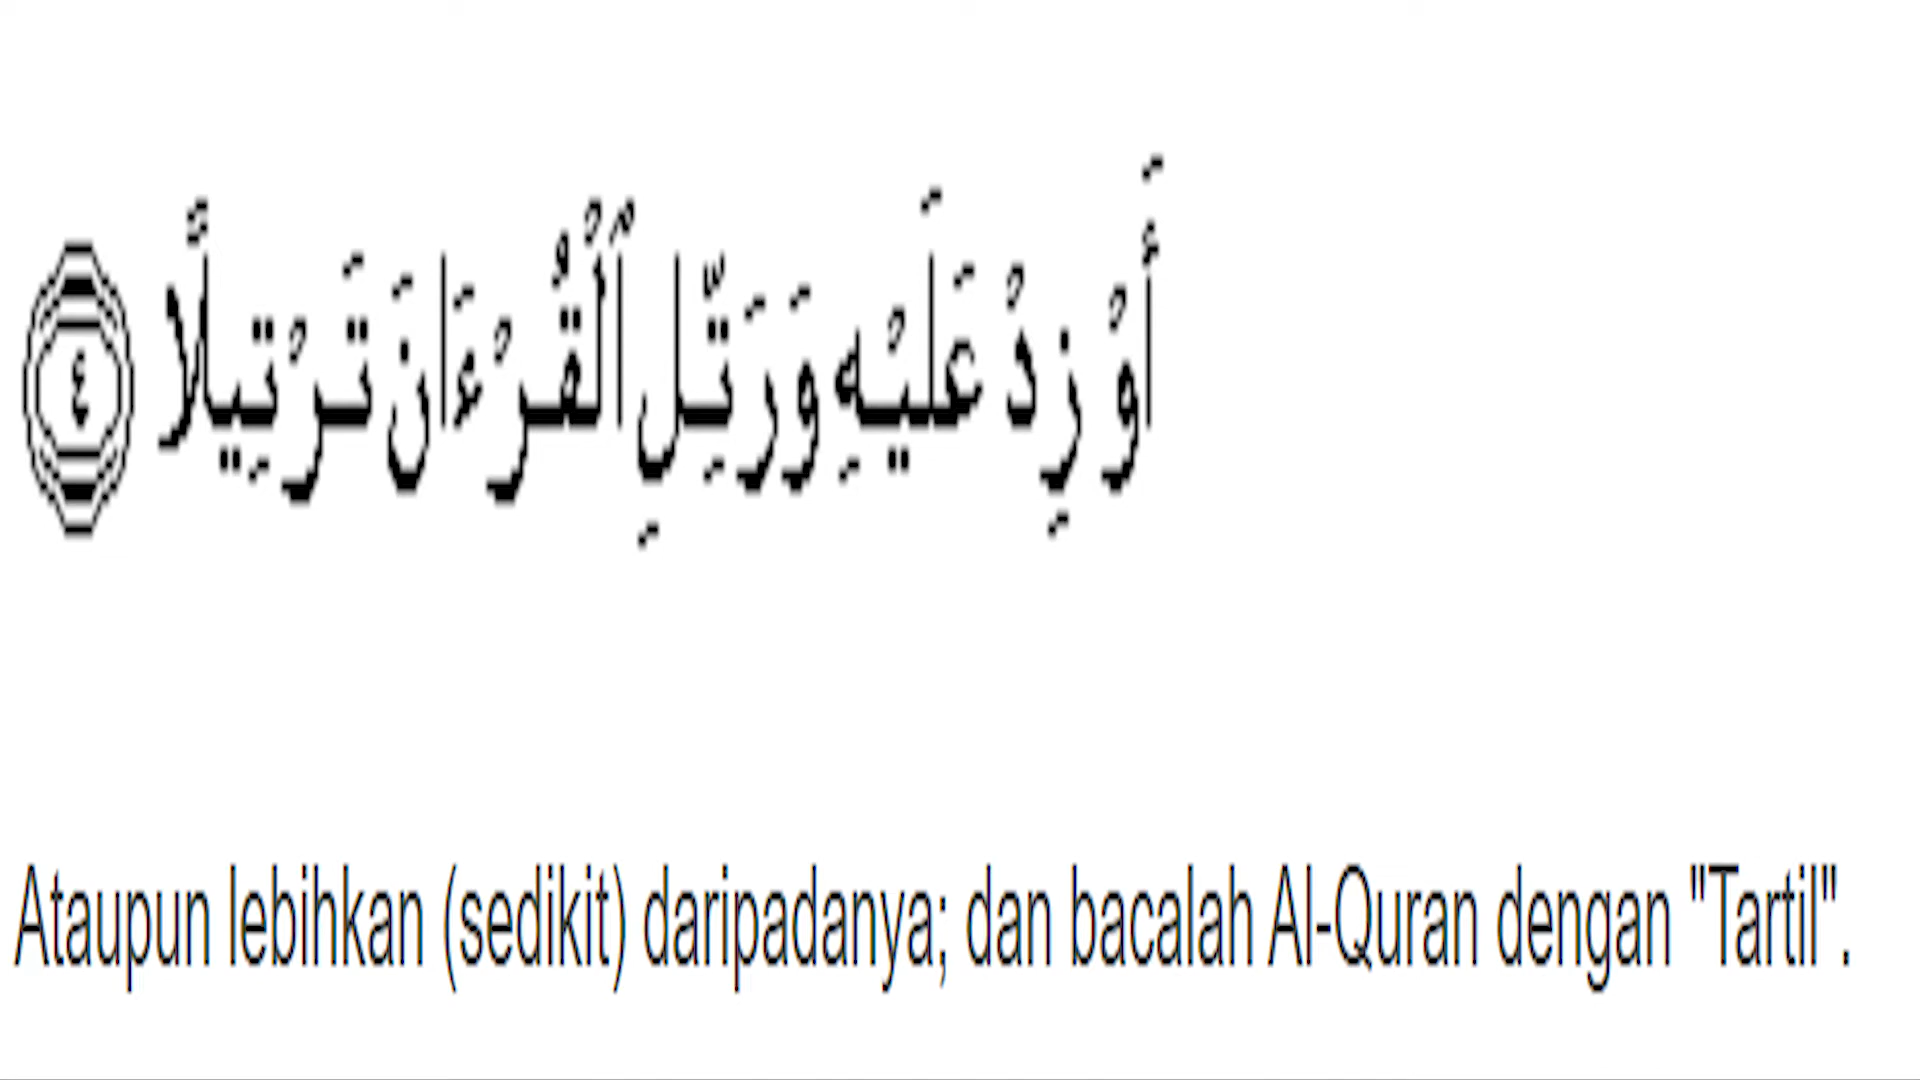 أَوْ زِدْ عَلَيْهِ وَرَتِّلِ ٱلْقُرْءَانَ تَرْتِيلًا ٤
Ataupun lebihkan (sedikit) daripadanya; dan bacalah Al-Quran dengan "Tartil".